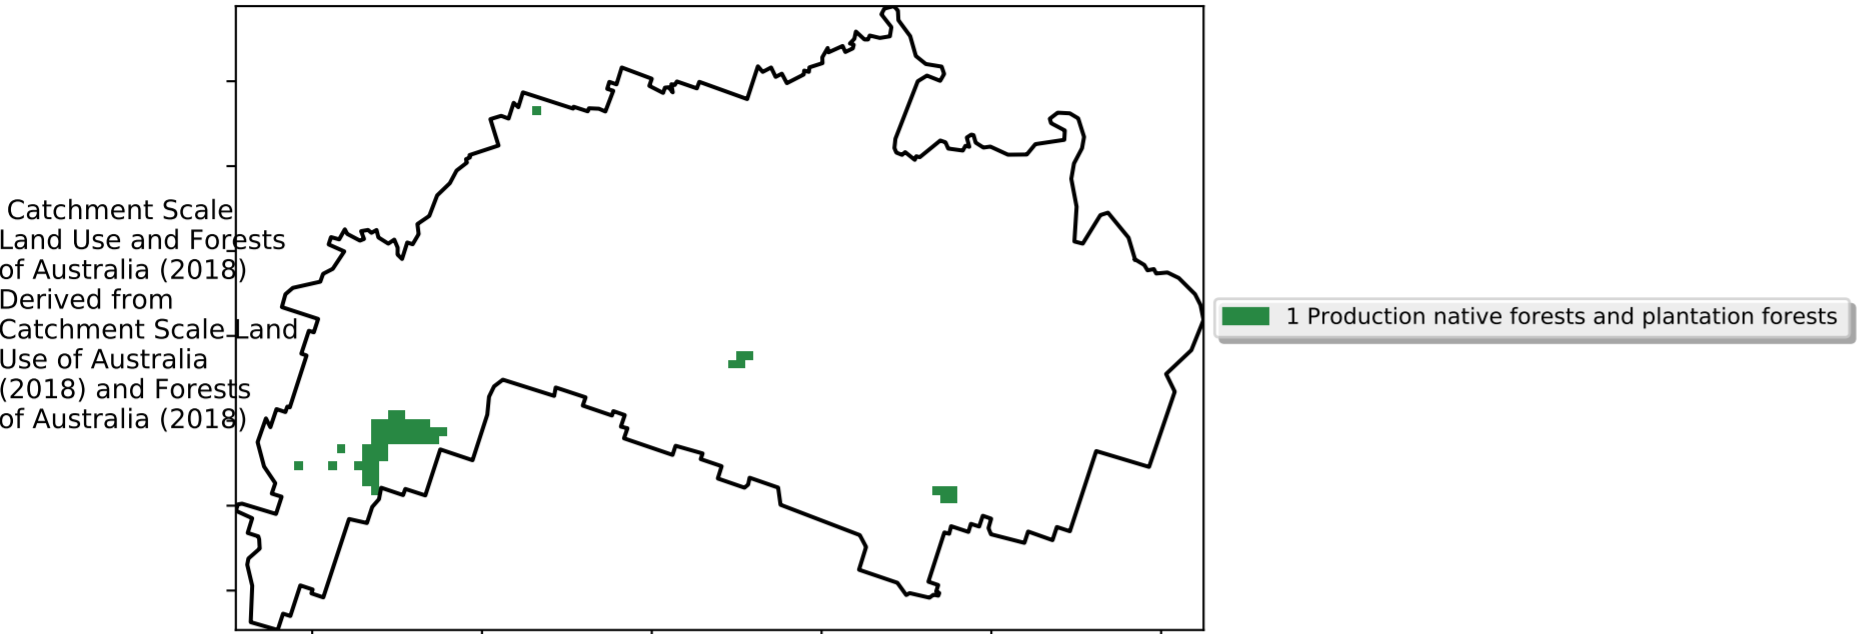 Catchment Scale
Land Use and Forests
of Australia (2018)
Derived from
Catchment Scale Land
Use of Australia
(2018) and Forests
of Australia (2018)
1 Production native forests and plantation forests